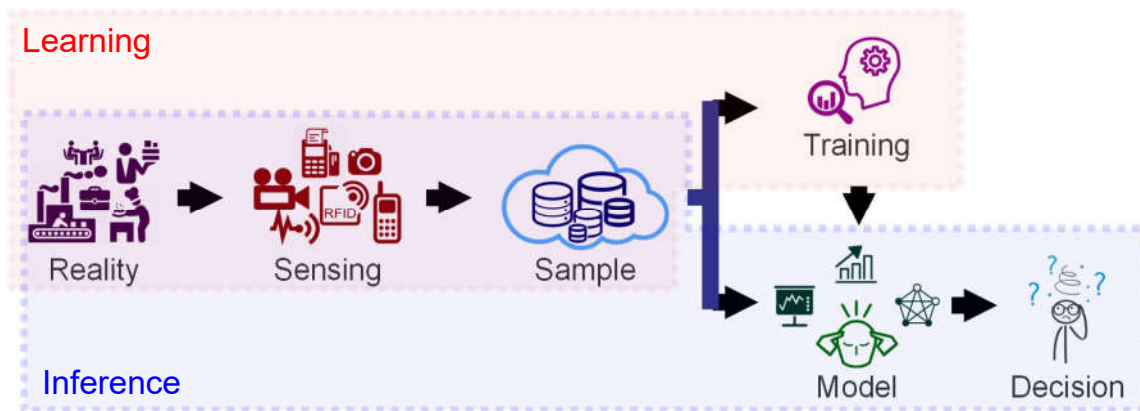 Learning
Training
RFID
Reality
Sensing
Sample
? ?
? ?
Inference
Model
Decision